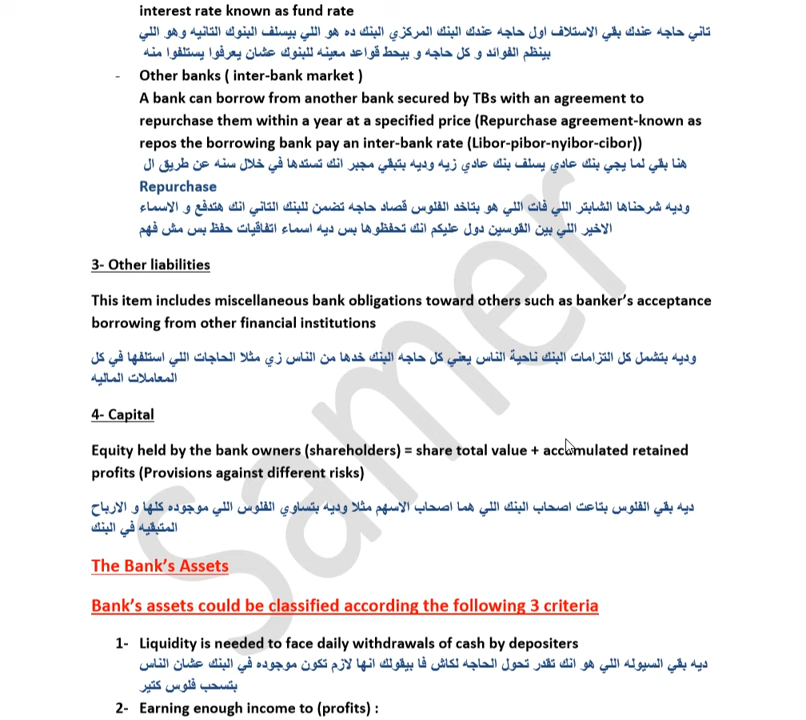 interest rate known as fund rate
تاني حاجه عندك بقي الاستلاف اول حاجه عندك البنك المركزي البنك ده هو اللي بيسلف البنوك التانيه وهو اللي
بينظم الفوائد و كل حاجه و بيحط قواعد معينه للبنوك عشان يعرفوا يستلفوا منه
- Other banks ( inter-bank market )
A bank can borrow from another bank secured by TBs with an agreement to
repurchase them within a year at a specified price (Repurchase agreement-known as
repos the borrowing bank pay an inter-bank rate (Libor-pibor-nyibor-cibor))
هنا بقي لما يجي بنك عادي يسلف بنك عادي زيه وديه بتبقي مجبر انك تستدها في خلال سنه عن طريق ال
Repurchase
وديه شرحناها الشابتر اللي فات اللي هو بتاخد الفلوس قصاد حاجه تضمن للبنك التاني انك هتدفع و الاسماء
الاخير اللي بين القوسين دول عليكم انك تحفظوها بس ديه اسماء اتفاقيات حفظ بس مش فهم
3- Other liabilities
This item includes miscellaneous bank obligations toward others such as banker's acceptance
borrowing from other financial institutions
وديه بتشمل كل التزامات البنك ناحية الناس يعني كل حاجه البنك خدها من الناس زي مثلا الحاجات اللي استلفها في كل
المعاملات الماليه
4- Capital
Equity held by the bank owners (shareholders) = share total value + accumulated retained
profits (Provisions against different risks)
ديه بقي الفلوس بتاعت اصحاب البنك اللي هما اصحاب الاسهم مثلا وديه بتساوي الفلوس اللي موجوده كلها و الارباح
المتبقيه في البنك
The Bank's Assets
Bank's assets could be classified according the following 3 criteria
1- Liquidity is needed to face daily withdrawals of cash by depositers
ديه بقي السيوله اللي هو انك تقدر تحول الحاجه لكاش فا بيقولك انها لازم تكون موجوده في البنك عشان الناس
بتسحب فلوس كتير
2- Earning enough income to (profits) :
Samer